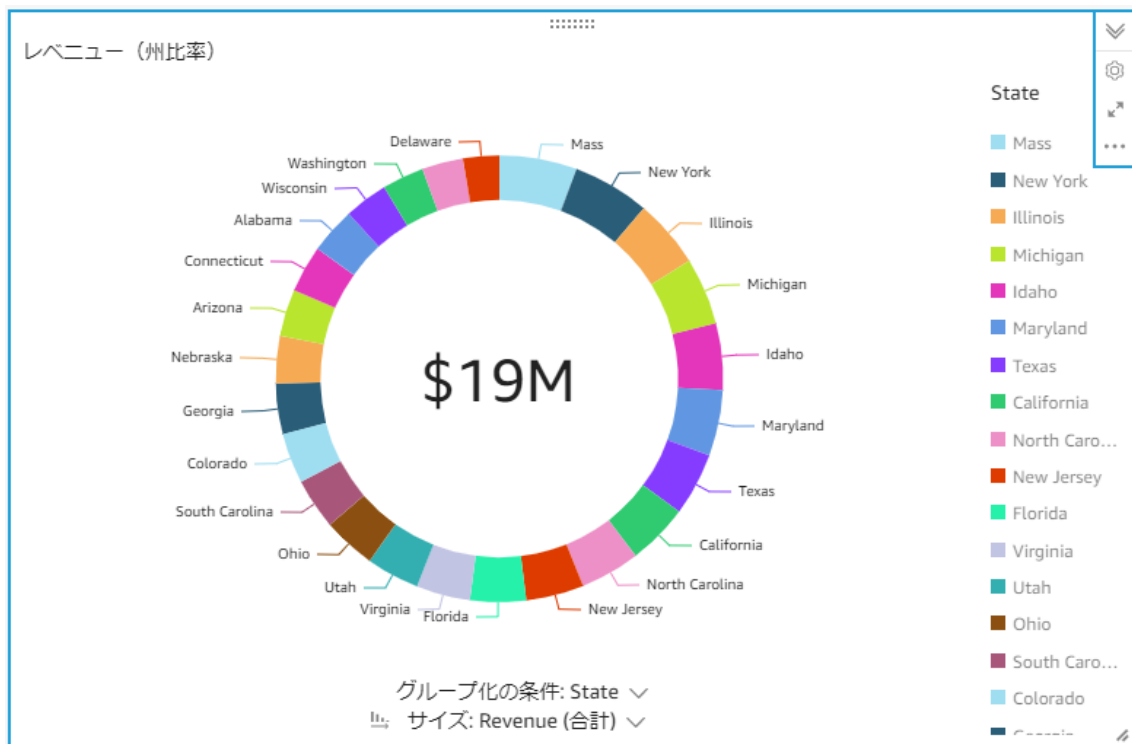 レベニュー（州比率）
Delaware
Mass
Washington
New York
Wisconsin
Alabama
Illinois
Connecticut
Michigan
Arizona
Nebraska
Idaho
$19M
Georgia
Maryland
Colorado
Texas
South Carolina
California
Ohio
North Carolina
Utah
Virginia
Florida
New Jersey
グループ化の条件: State
サイズ: Revenue (合計)
State
Mass
New York
Illinois
Michigan
Idaho
Maryland
Texas
California
North Caro...
New Jersey
Florida
Virginia
Utah
Ohio
South Caro...
Colorado